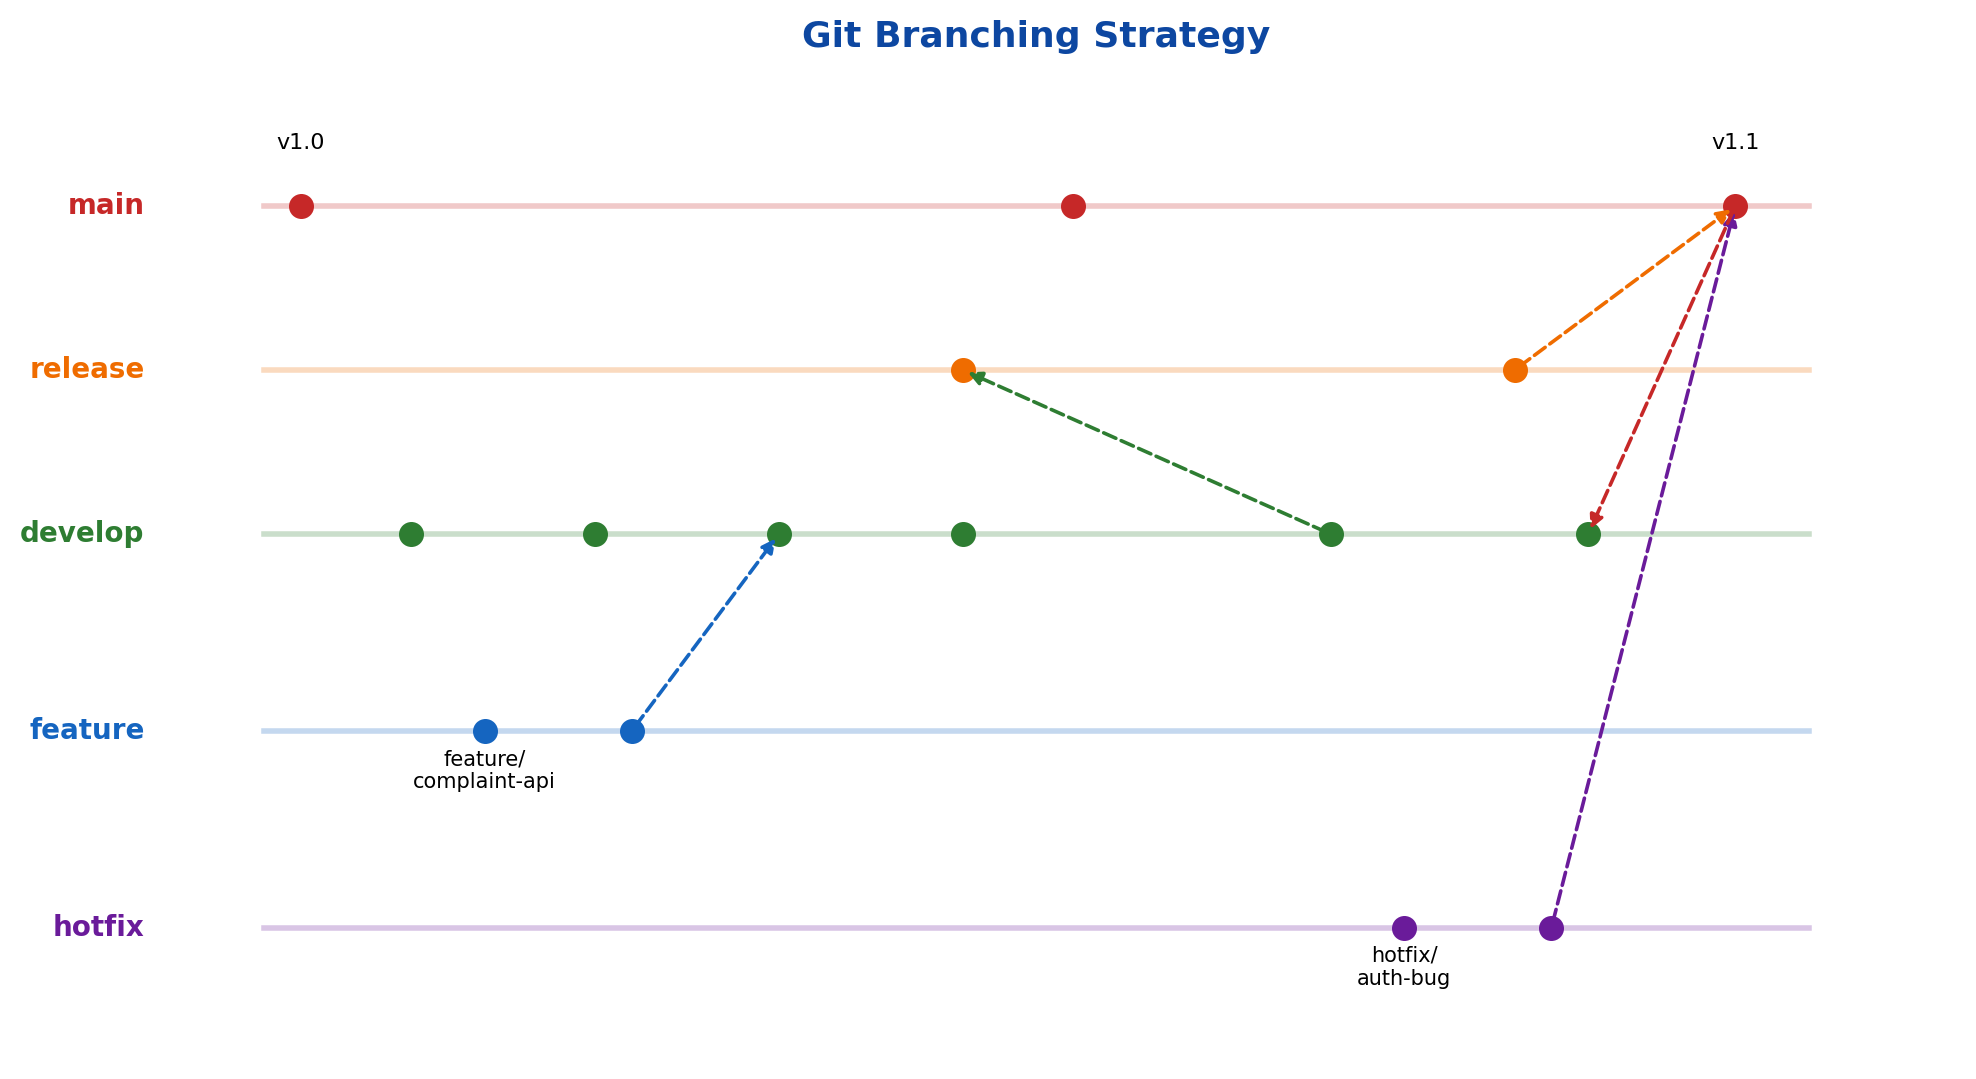 Git Branching Strategy
v1.0
v1.1
main
release
develop
feature
feature/
complaint-api
hotfix
hotfix/
auth-bug